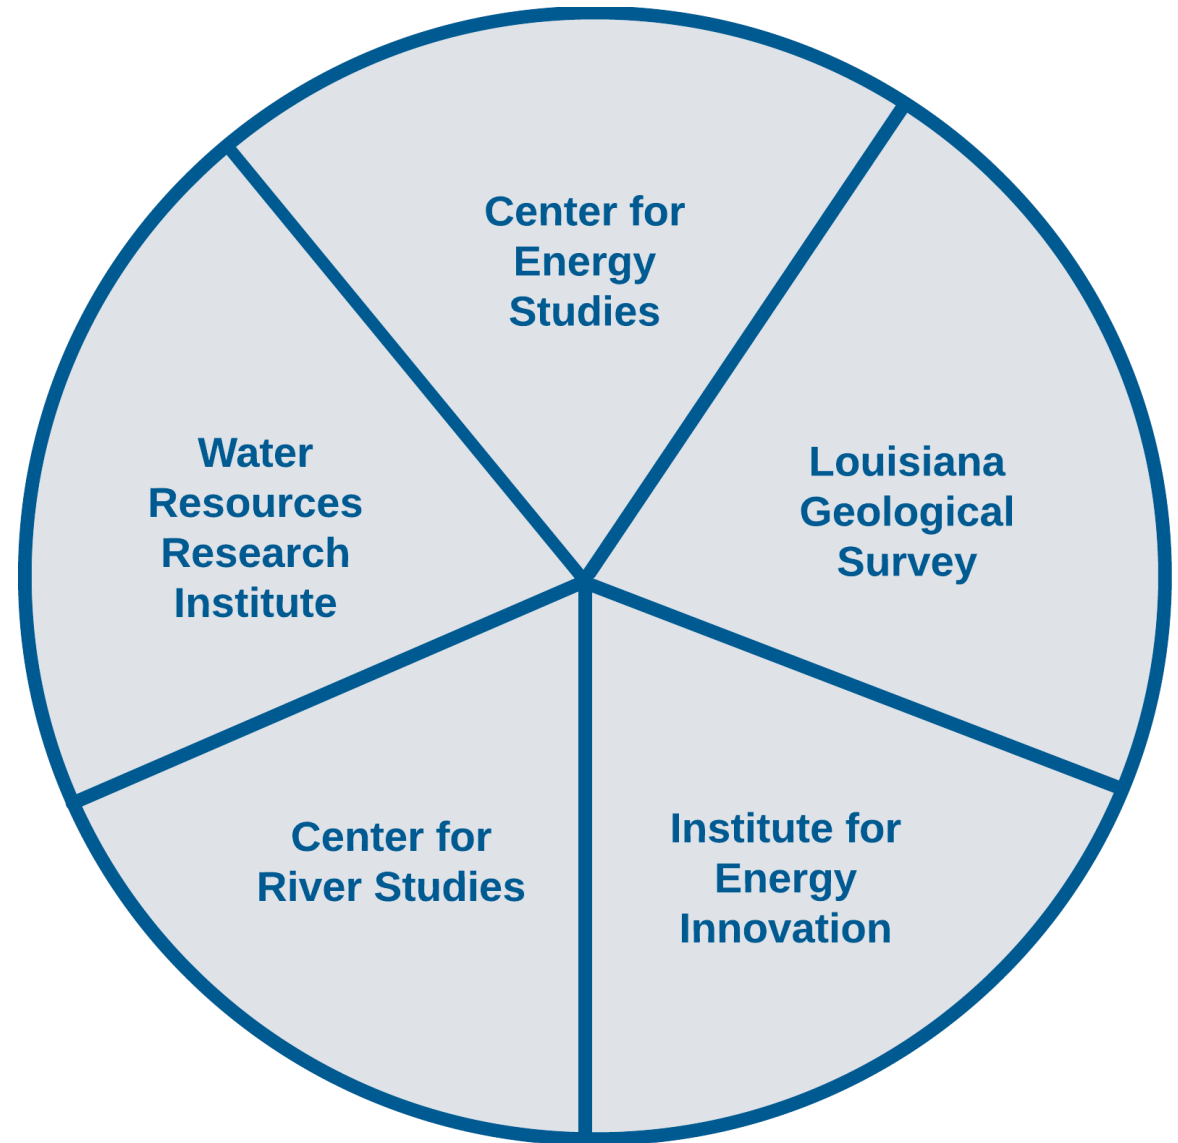 Center for
Energy
Studies
Louisiana
Geological
Survey
Institute for
Energy
Innovation
Center for
River Studies
Water
Resources
Research
Institute